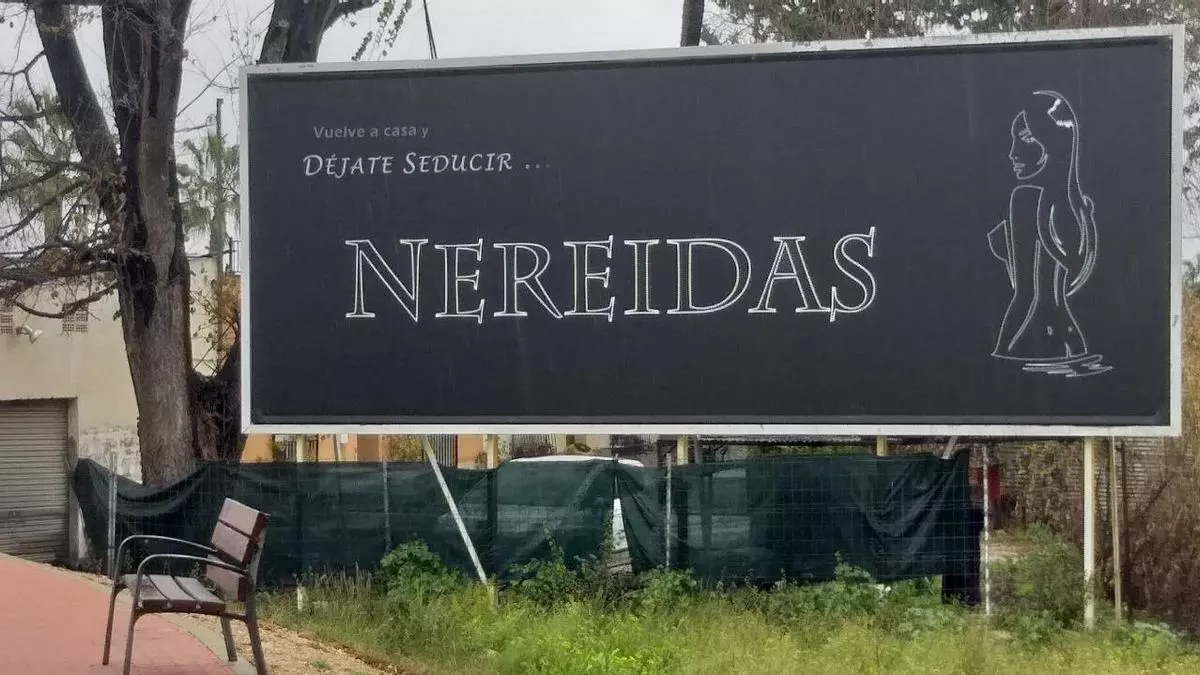 Vuelve a casa y
DÉJATE SEDUCIR ...
NEREIDAS